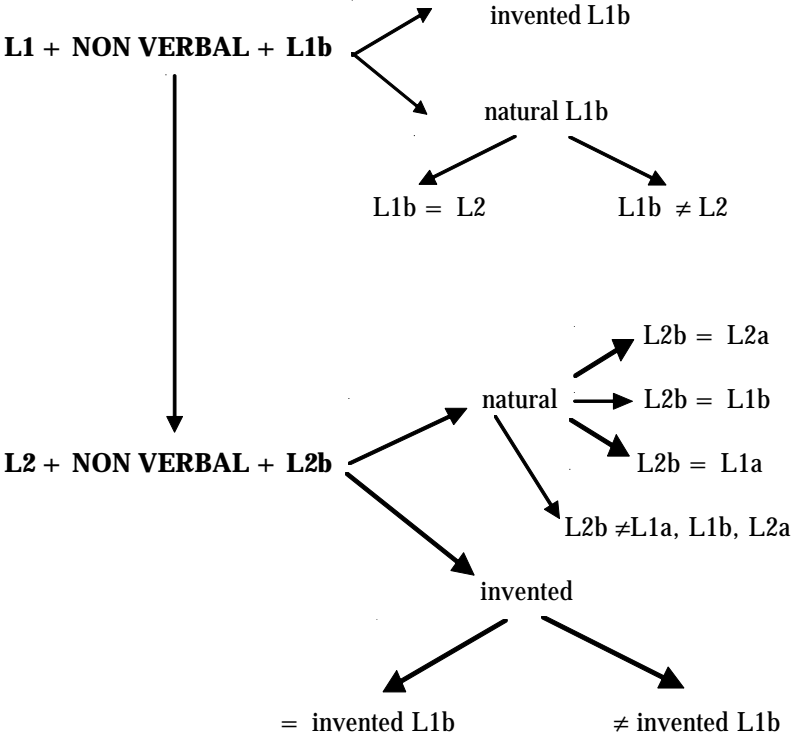 invented L1b
L1 + NON VERBAL + L1b
natural L1b
L1b = L2
L1b ≠ L2
L2b = L2a
natural
L2b = L1b
L2 + NON VERBAL + L2b
L2b = L1a
L2b ≠L1a, L1b, L2a
invented
= invented L1b
≠ invented L1b